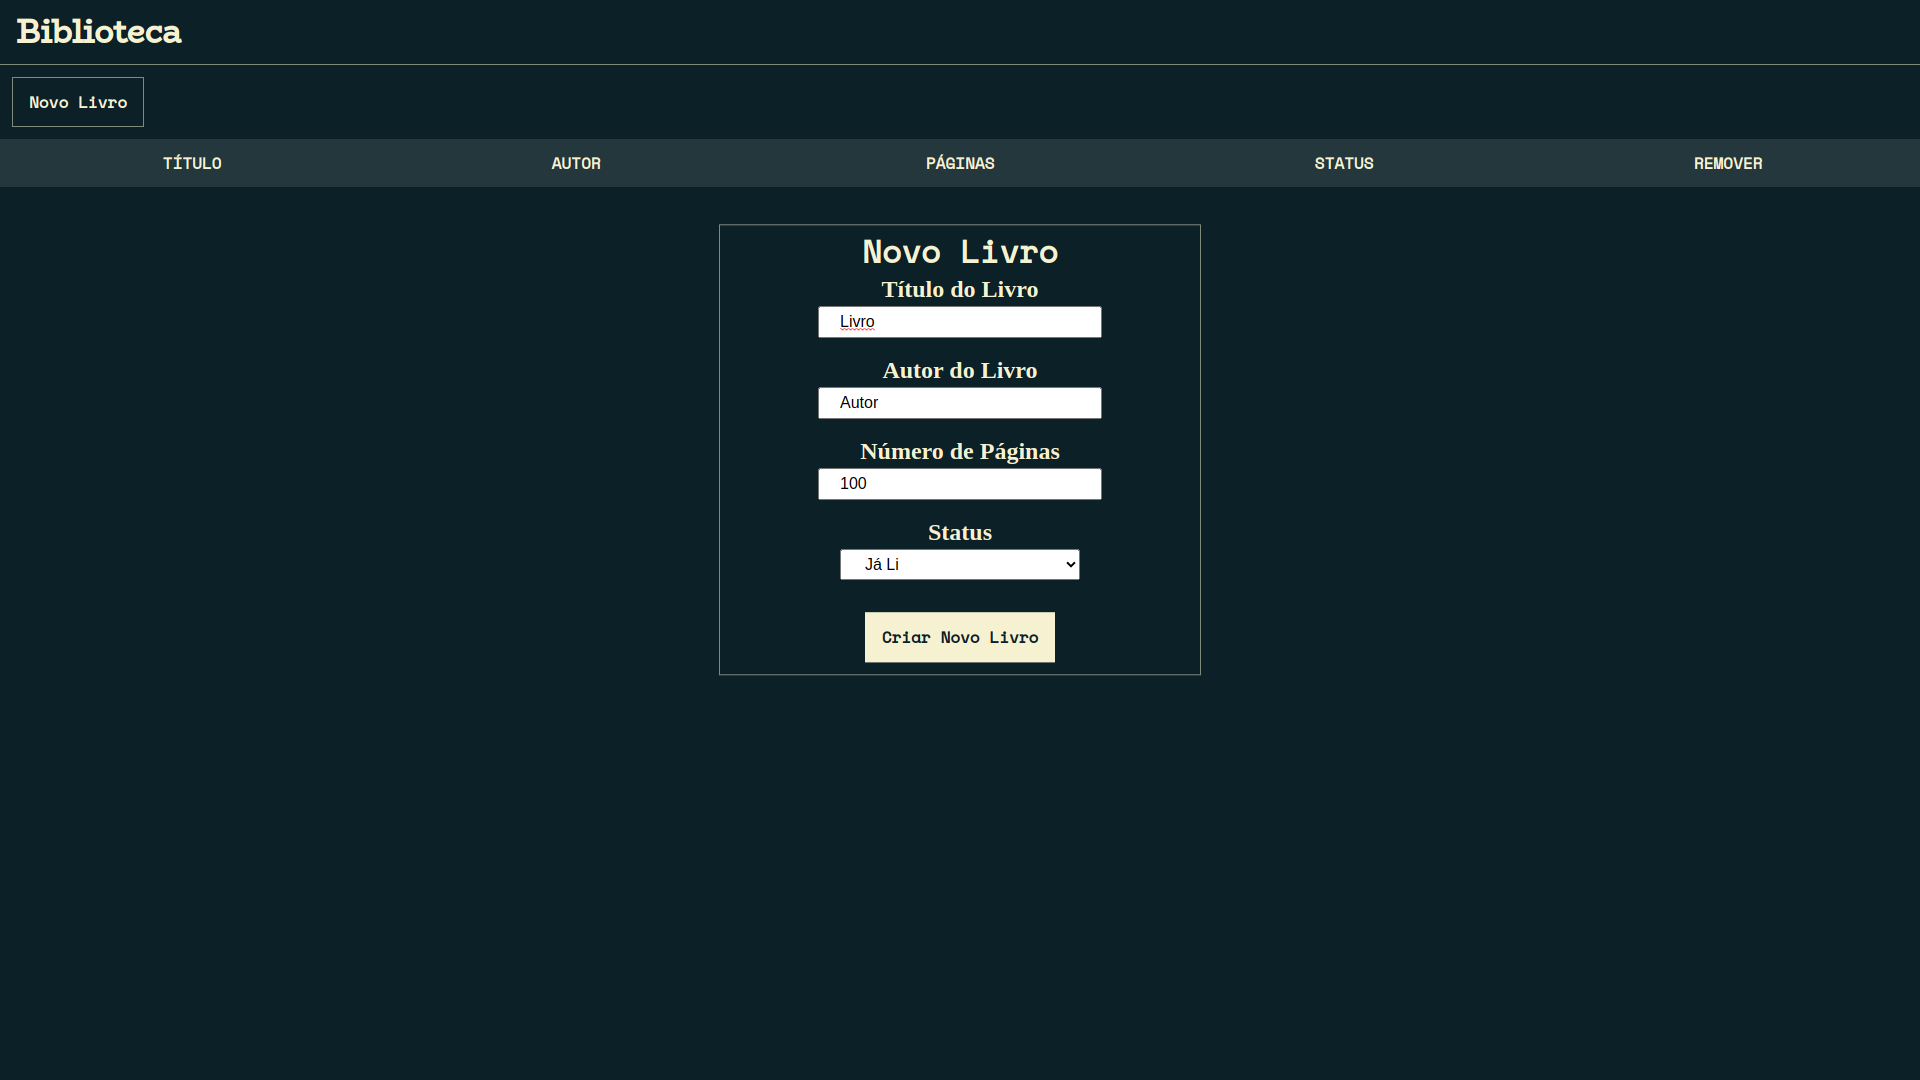 Biblioteca
Novo Livro
TÍTULO AUTOR PÁGINAS STATUS REMOVER
Novo Livro
Título do Livro
Livro
Autor do Livro
Autor
Número de Páginas
100
Status
Já Li
Criar Novo Livro